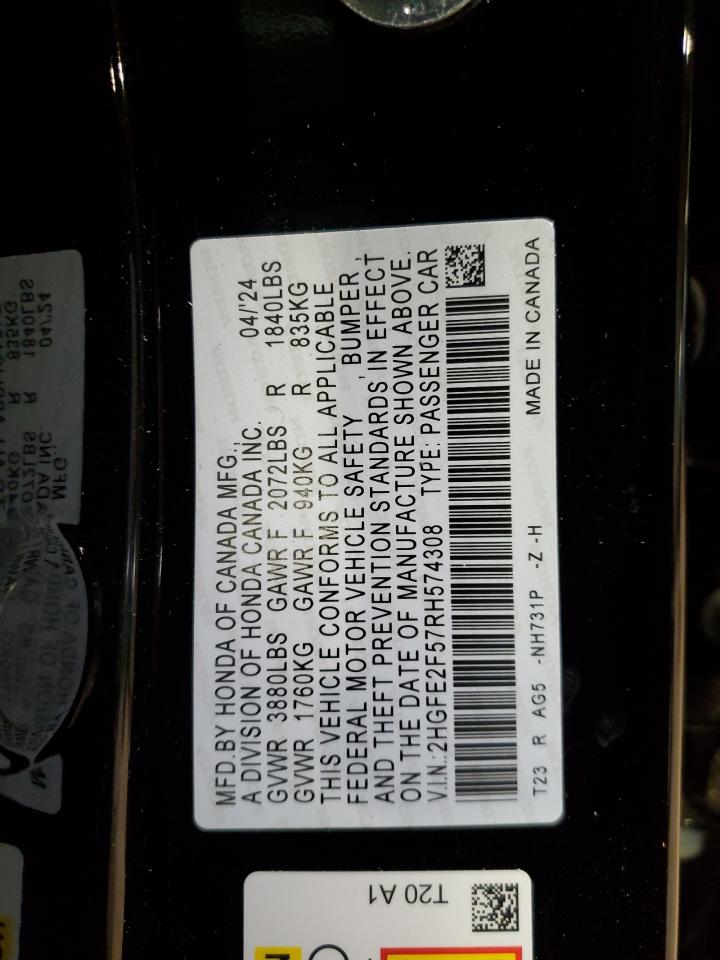 MFD.BY HONDA OF CANADA MFG.,
A DIVISION OF HONDA CANADA INC. 04/'24
GVWR 3880LBS GAWR F 2072LBS R 1840LBS
GVWR 1760KG GAWR F 940KG R 835KG
THIS VEHICLE CONFORMS TO ALL APPLICABLE
FEDERAL MOTOR VEHICLE SAFETY , BUMPER ,
AND THEFT PREVENTION STANDARDS IN EFFECT
ON THE DATE OF MANUFACTURE SHOWN ABOVE.
V.I.N.:2HGFE2F57RH574308 TYPE: PASSENGER CAR
T23 R AG5 -NH731P -Z -H MADE IN CANADA
T20 A1